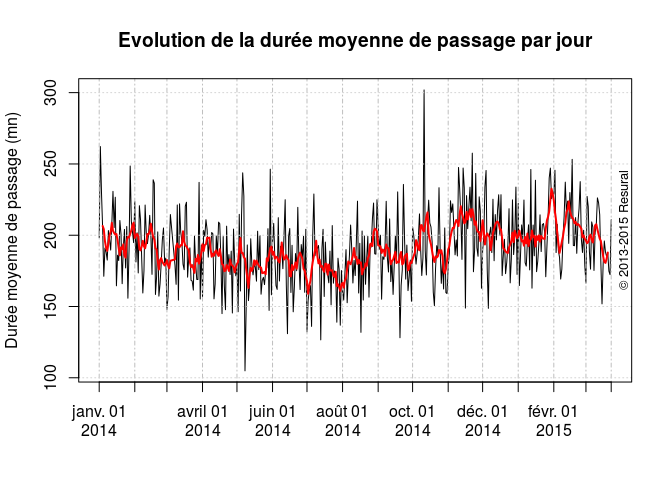 Evolution de la durée moyenne de passage par jour
Durée moyenne de passage (mn)
300
250
200
150
100
© 2013-2015 Resural
janv. 01
2014
avril 01
2014
juin 01
2014
août 01
2014
oct. 01
2014
déc. 01
2014
févr. 01
2015